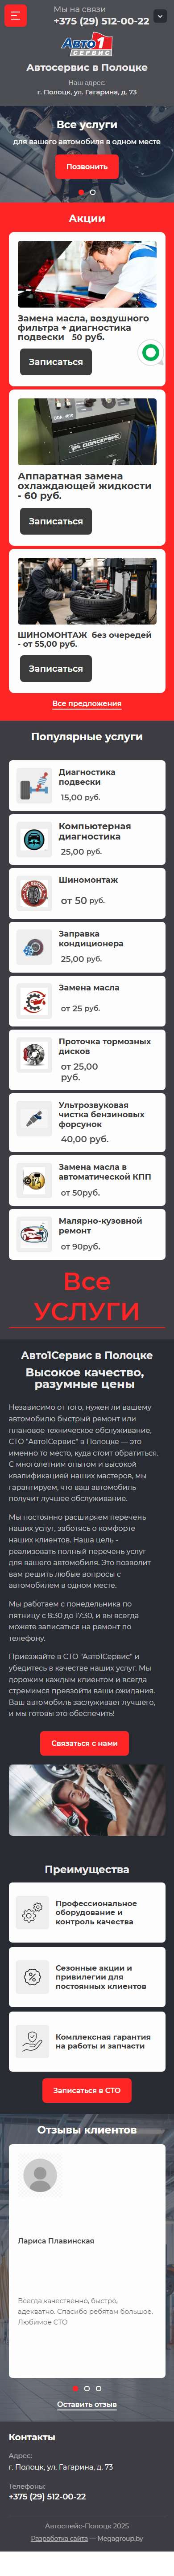 Мы на связи
+375 (29) 512-00-22
АВТО 1
СЕРВИС
Автосервис в Полоцке
Наш адрес:
г. Полоцк, ул. Гагарина, д. 73
Все услуги
для вашего автомобиля в одном месте
Позвонить
Акции
Замена масла, воздушного
фильтра + диагностика
подвески 50 руб.
Записаться
Аппаратная замена
охлаждающей жидкости
- 60 руб.
Записаться
ШИНОМОНТАЖ без очередей
- от 55,00 руб.
Записаться
Все предложения
Популярные услуги
Диагностика
подвески
15,00 руб.
Компьютерная
диагностика
25,00 руб.
Шиномонтаж
от 50 руб.
Заправка
кондиционера
25,00 руб.
Замена масла
от 25 руб.
Проточка тормозных
дисков
от 25,00
руб.
Ультрозвуковая
чистка бензиновых
форсунок
40,00 руб.
Замена масла в
автоматической КПП
от 50руб.
Малярно-кузовной
ремонт
от 90руб.
Все
УСЛУГИ
Авто1Сервис в Полоцке
Высокое качество,
разумные цены
Независимо от того, нужен ли вашему
автомобилю быстрый ремонт или
плановое техническое обслуживание,
СТО "Авто1Сервис" в Полоцке — это
именно то место, куда стоит обратиться.
С многолетним опытом и высокой
квалификацией наших мастеров, мы
гарантируем, что ваш автомобиль
получит лучшее обслуживание.
Мы постоянно расширяем перечень
наших услуг, заботясь о комфорте
наших клиентов. Наша цель -
реализовать полный перечень услуг
для вашего автомобиля. Это позволит
вам решить любые вопросы с
автомобилем в одном месте.
Мы работаем с понедельника по
пятницу с 8:30 до 17:30, и вы всегда
можете записаться на ремонт по
телефону.
Приезжайте в СТО "Авто1Сервис" и
убедитесь в качестве наших услуг. Мы
дорожим каждым клиентом и всегда
стремимся превзойти ваши ожидания.
Ваш автомобиль заслуживает лучшего,
и мы готовы это обеспечить!
Связаться с нами
Преимущества
Профессиональное
оборудование и
контроль качества
Сезонные акции и
привилегии для
постоянных клиентов
Комплексная гарантия
на работы и запчасти
Записаться в СТО
Отзывы клиентов
Лариса Плавинская
Всегда качественно, быстро,
адекватно. Спасибо ребятам большое.
Любимое СТО
Оставить отзыв
Контакты
Адрес:
г. Полоцк, ул. Гагарина, д. 73
Телефоны:
+375 (29) 512-00-22
Автоспейс-Полоцк 2025
Разработка сайта — Megagroup.by